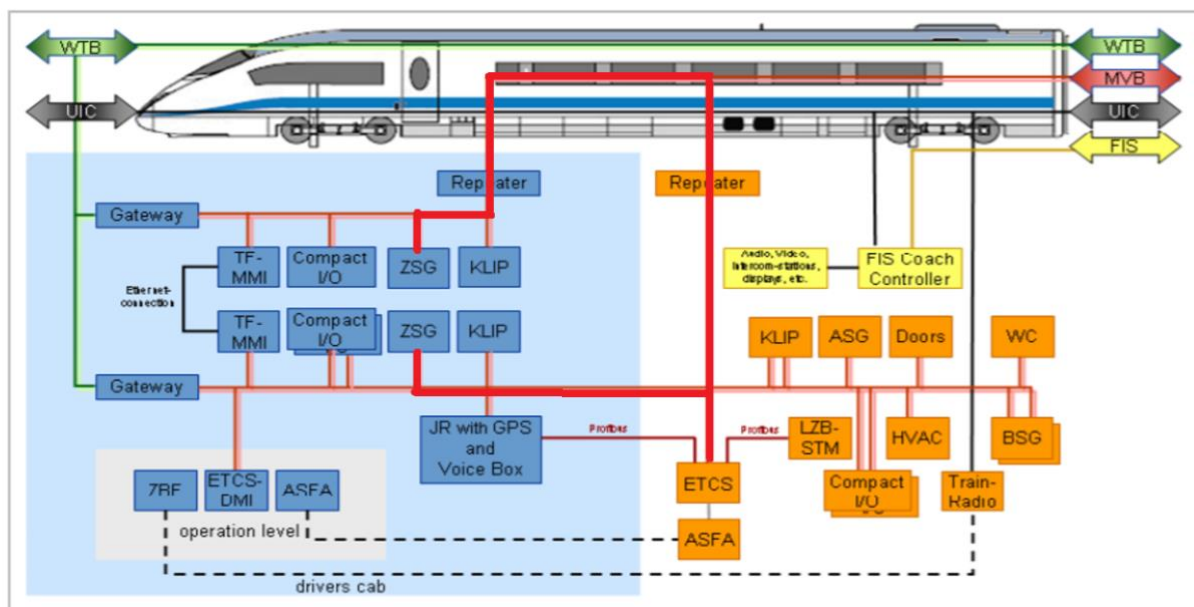 WTB
WTB
MVB
UIC
UIC
FIS
Repeater
Repeater
Gateway
TF-
MMI
Compact
I/O
ZSG
KLIP
Audio, Video,
Intercom-stations,
displays, etc.
FIS Coach
Controller
Ethernet-
connection
TF-
MMI
Compact
I/O
ZSG
KLIP
KLIP
ASG
Doors
WC
Gateway
JR with GPS
and
Voice Box
Profibus
Profibus
LZB-
STM
HVAC
BSG
ZBF
ETCS-
DMI
ASFA
ETCS
Compact
I/O
Train-
Radio
operation level
ASFA
drivers cab